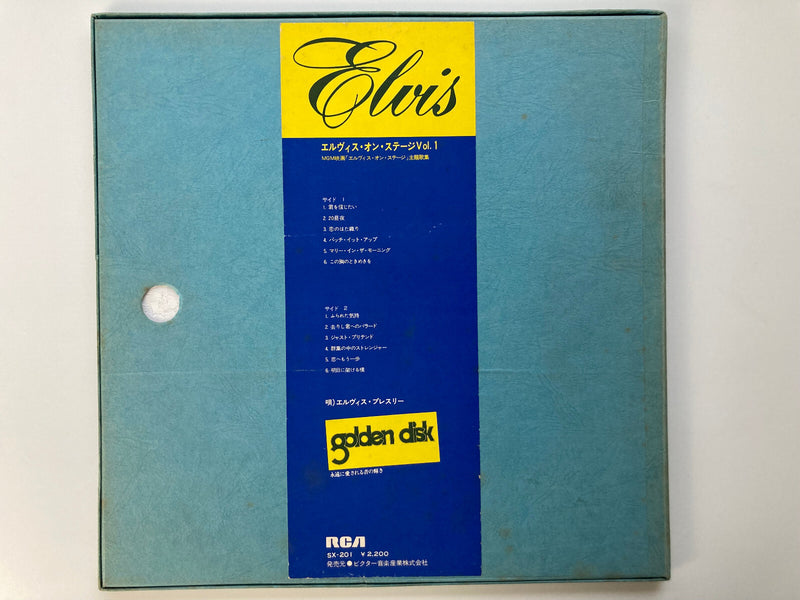 Elvis
エルヴィス・オン・ステージVol.1
MGM映画「エルヴィス・オン・ステージ」主題歌集
サイド 1
1. 君を信じたい
2. 20昼夜
3. 恋のほた織り
4. パッチ・イット・アップ
5. マリー・イン・ザ・モーニング
6. この胸のときめきを
サイド 2
1. ふられた気持
2. 去りし君へのバラード
3. ジャスト・プリテンド
4. 群集の中のストレンジャー
5. 恋へもう一歩
6. 明日に架ける橋
唄)エルヴィス・プレスリー
golden disk
永遠に愛される音の輝き
RCA
SX-201 ¥2,200
発売元●ビクター音楽産業株式会社